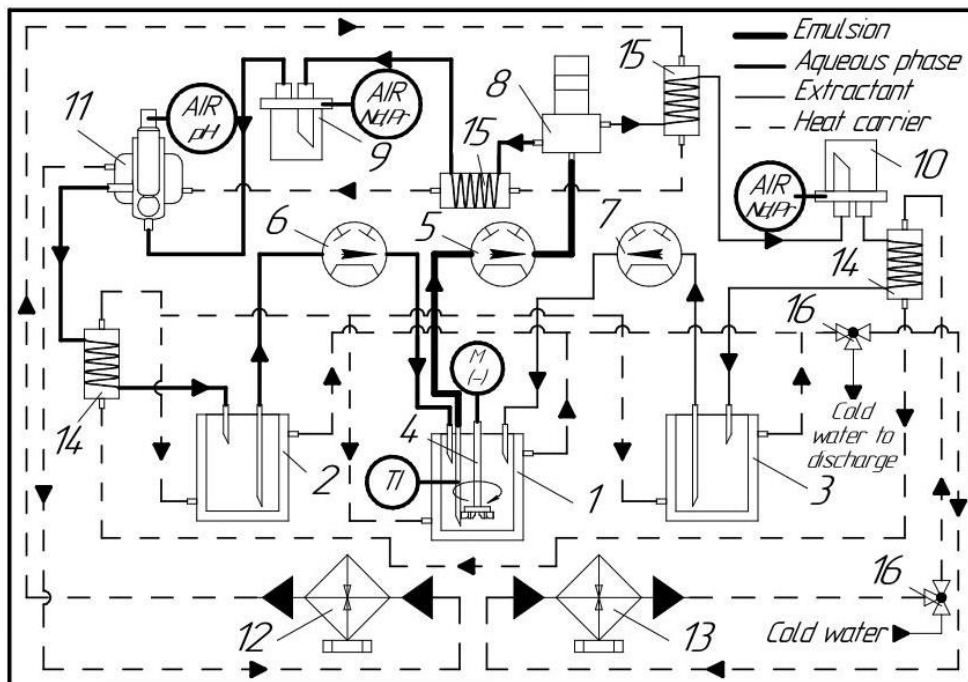 Emulsion
Aqueous phase
Extractant
Heat carrier
15
8
11
AIR
pH
AIR
Nd,Pr
9
15
10
AIR
Nd,Pr
6
5
7
14
16
M
(-)
4
14
TI
2
1
3
Cold
water to
discharge
16
12
13
Cold water